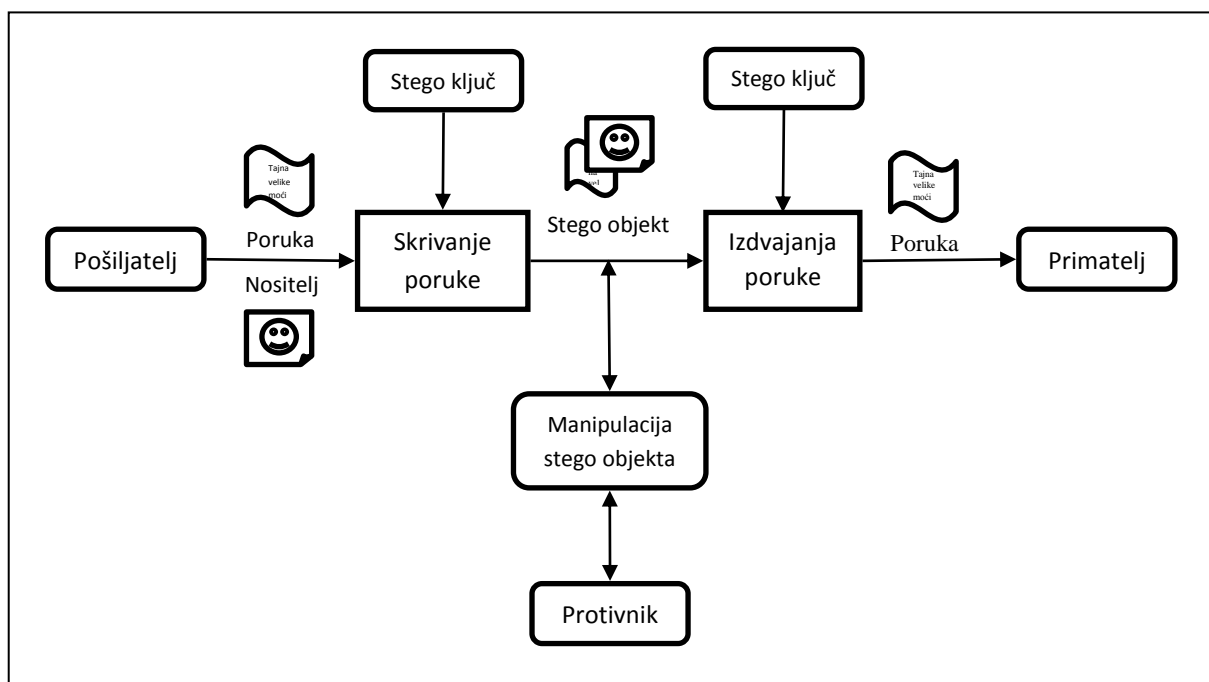 Stego ključ
Stego ključ
Tajna
velike
moći
Tajna
velike
moći
Stego objekt
Poruka
Nositelj
Pošiljatelj
Skrivanje
poruke
Izdvajanja
poruke
Poruka
Primatelj
Manipulacija
stego objekta
Protivnik